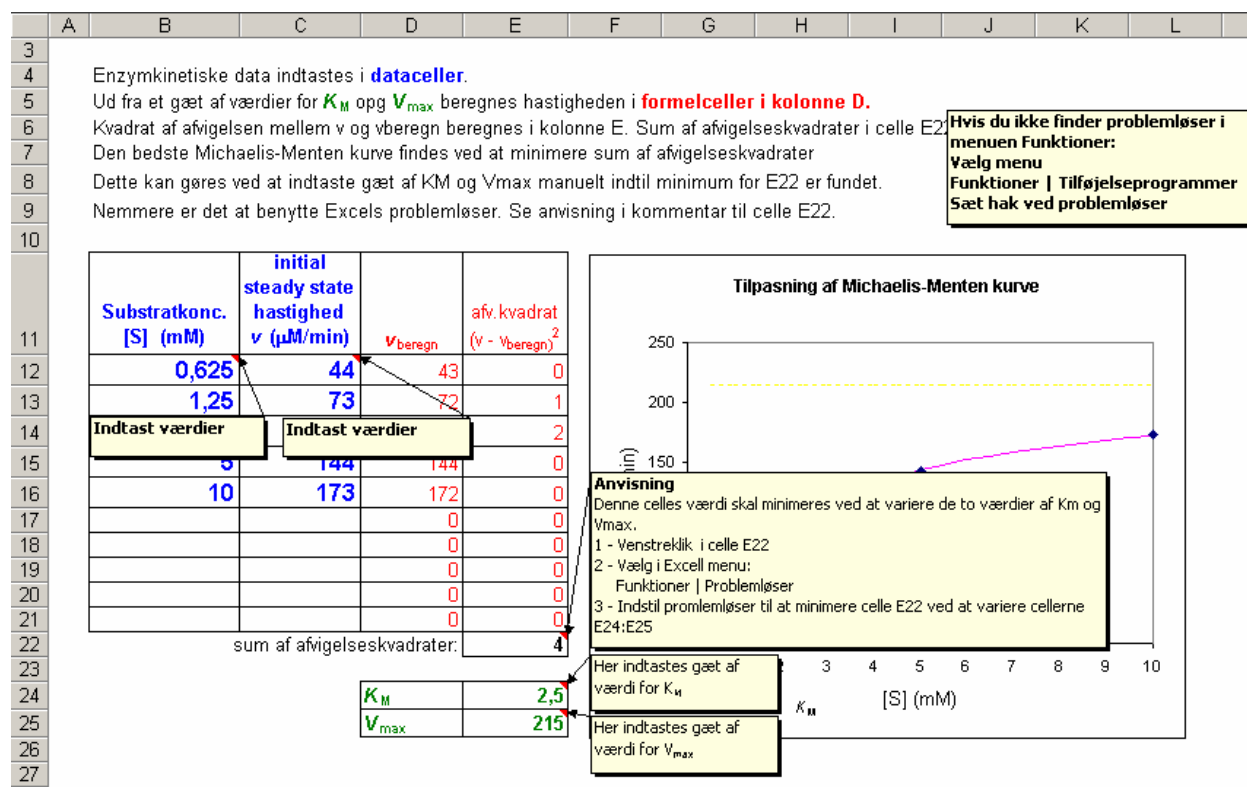 A B C D E F G H I J K L
3
4 Enzymkinetiske data indtastes i dataceller.
5 Ud fra et gæt af værdier for KM opg Vmax beregnes hastigheden i formelceller i kolonne D.
6 Kvadrat af afvigelsen mellem v og vberegn beregnes i kolonne E. Sum af afvigelseskvadrater i celle E22
7 Den bedste Michaelis-Menten kurve findes ved at minimere sum af afvigelseskvadrater
8 Dette kan gøres ved at indtaste gæt af KM og Vmax manuelt indtil minimum for E22 er fundet.
9 Nemmere er det at benytte Excels problemløser. Se anvisning i kommentar til celle E22.
10
Hvis du ikke finder problemløser i
menuen Funktioner:
Vælg menu
Funktioner | Tilføjelseprogrammer
Sæt hak ved problemløser
11
Substratkonc.
[S] (mM)
initial
steady state
hastighed
v (µM/min)
vberegn
afv.kvadrat
(v - vberegn)²
12 0,625 44 43 0
13 1,25 73 72 1
14 2
Indtast værdier
Indtast værdier
15 5 144 144 0
16 10 173 172 0
17 0 0
18 0 0
19 0 0
20 0 0
21 0 0
22 sum af afvigelseskvadrater: 4
23
24 KM 2,5
25 Vmax 215
26
27
Tilpasning af Michaelis-Menten kurve
250
200
150
Anvisning
Denne celles værdi skal minimeres ved at variere de to værdier af Km og
Vmax.
1 - Venstreklik i celle E22
2 - Vælg i Excell menu:
Funktioner | Problemløser
3 - Indstil promlemløser til at minimere celle E22 ved at variere cellerne
E24:E25
Her indtastes gæt af
værdi for KM
Her indtastes gæt af
værdi for Vmax
3 4 5 6 7 8 9 10
KM
[S] (mM)